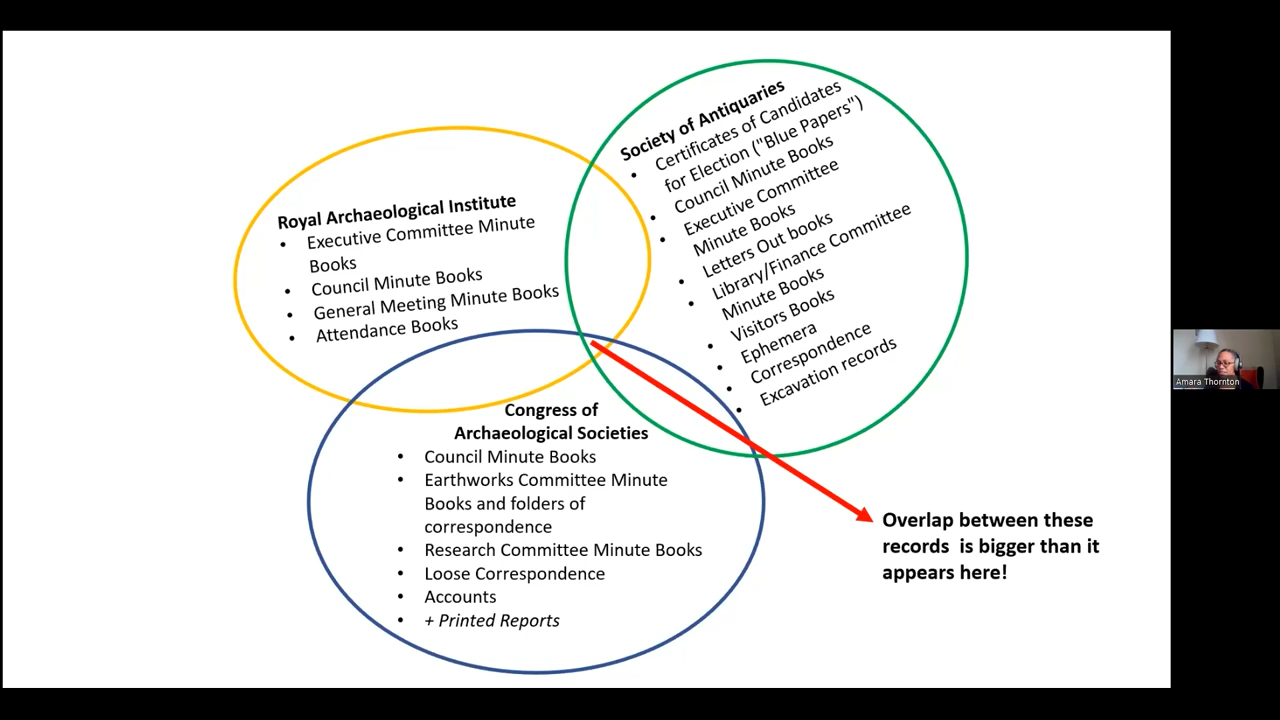 Royal Archaeological Institute
• Executive Committee Minute
Books
• Council Minute Books
• General Meeting Minute Books
• Attendance Books
Society of Antiquaries
• Certificates of Candidates
for Election ("Blue Papers")
• Council Minute Books
• Executive Committee
Minute Books
• Letters Out books
• Library/Finance Committee
Minute Books
• Visitors Books
• Ephemera
• Correspondence
• Excavation records
Congress of
Archaeological Societies
• Council Minute Books
• Earthworks Committee Minute
Books and folders of
correspondence
• Research Committee Minute Books
• Loose Correspondence
• Accounts
• + Printed Reports
Overlap between these
records is bigger than it
appears here!
Amara Thornton